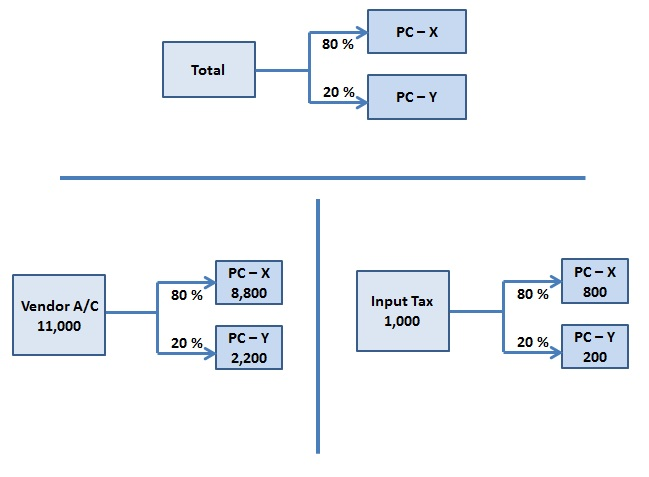 Total
80 %
PC – X
20 %
PC – Y
Vendor A/C
11,000
80 %
PC – X
8,800
20 %
PC – Y
2,200
Input Tax
1,000
80 %
PC – X
800
20 %
PC – Y
200